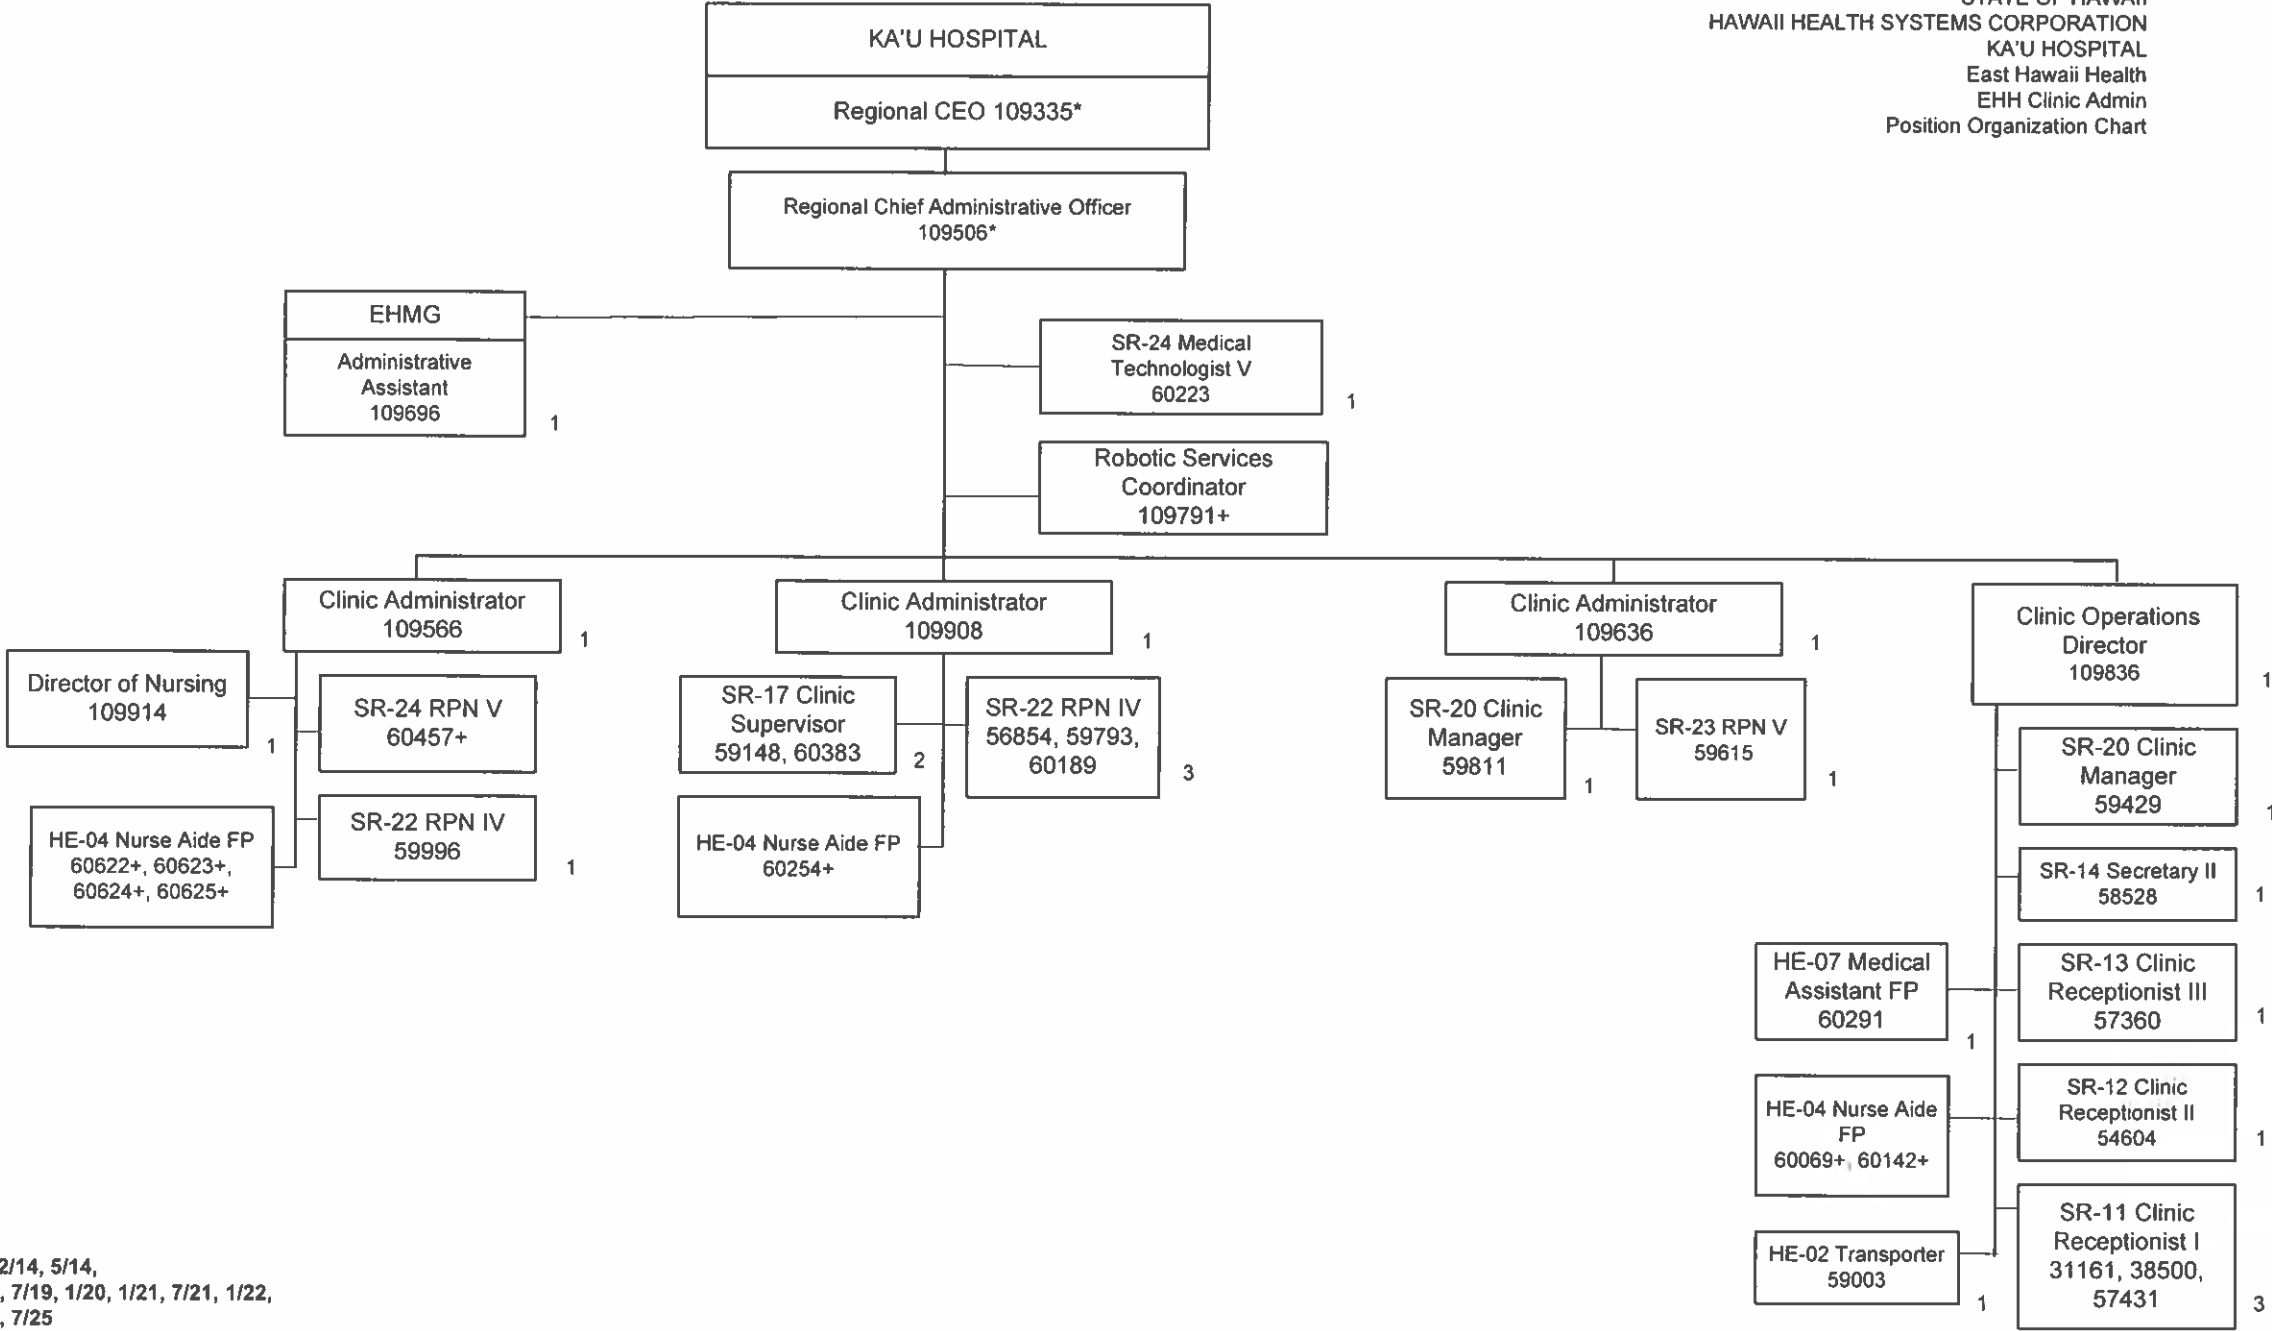 STATE OF HAWAII
HAWAII HEALTH SYSTEMS CORPORATION
KA'U HOSPITAL
East Hawaii Health
EHH Clinic Admin
Position Organization Chart
KA'U HOSPITAL
Regional CEO 109335*
Regional Chief Administrative Officer
109506*
EHMG
Administrative
Assistant
109696
1
SR-24 Medical
Technologist V
60223
1
Robotic Services
Coordinator
109791+
Clinic Administrator
109566
1
Director of Nursing
109914
1
SR-24 RPN V
60457+
HE-04 Nurse Aide FP
60622+, 60623+,
60624+, 60625+
SR-22 RPN IV
59996
1
Clinic Administrator
109908
1
SR-17 Clinic
Supervisor
59148, 60383
2
SR-22 RPN IV
56854, 59793,
60189
3
HE-04 Nurse Aide FP
60254+
Clinic Administrator
109636
1
SR-20 Clinic
Manager
59811
1
SR-23 RPN V
59615
1
Clinic Operations
Director
109836
1
SR-20 Clinic
Manager
59429
1
SR-14 Secretary II
58528
1
HE-07 Medical
Assistant FP
60291
1
SR-13 Clinic
Receptionist III
57360
1
HE-04 Nurse Aide
FP
60069+, 60142+
SR-12 Clinic
Receptionist II
54604
1
HE-02 Transporter
59003
1
SR-11 Clinic
Receptionist I
31161, 38500,
57431
3
2/14, 5/14,
, 7/19, 1/20, 1/21, 7/21, 1/22,
, 7/25